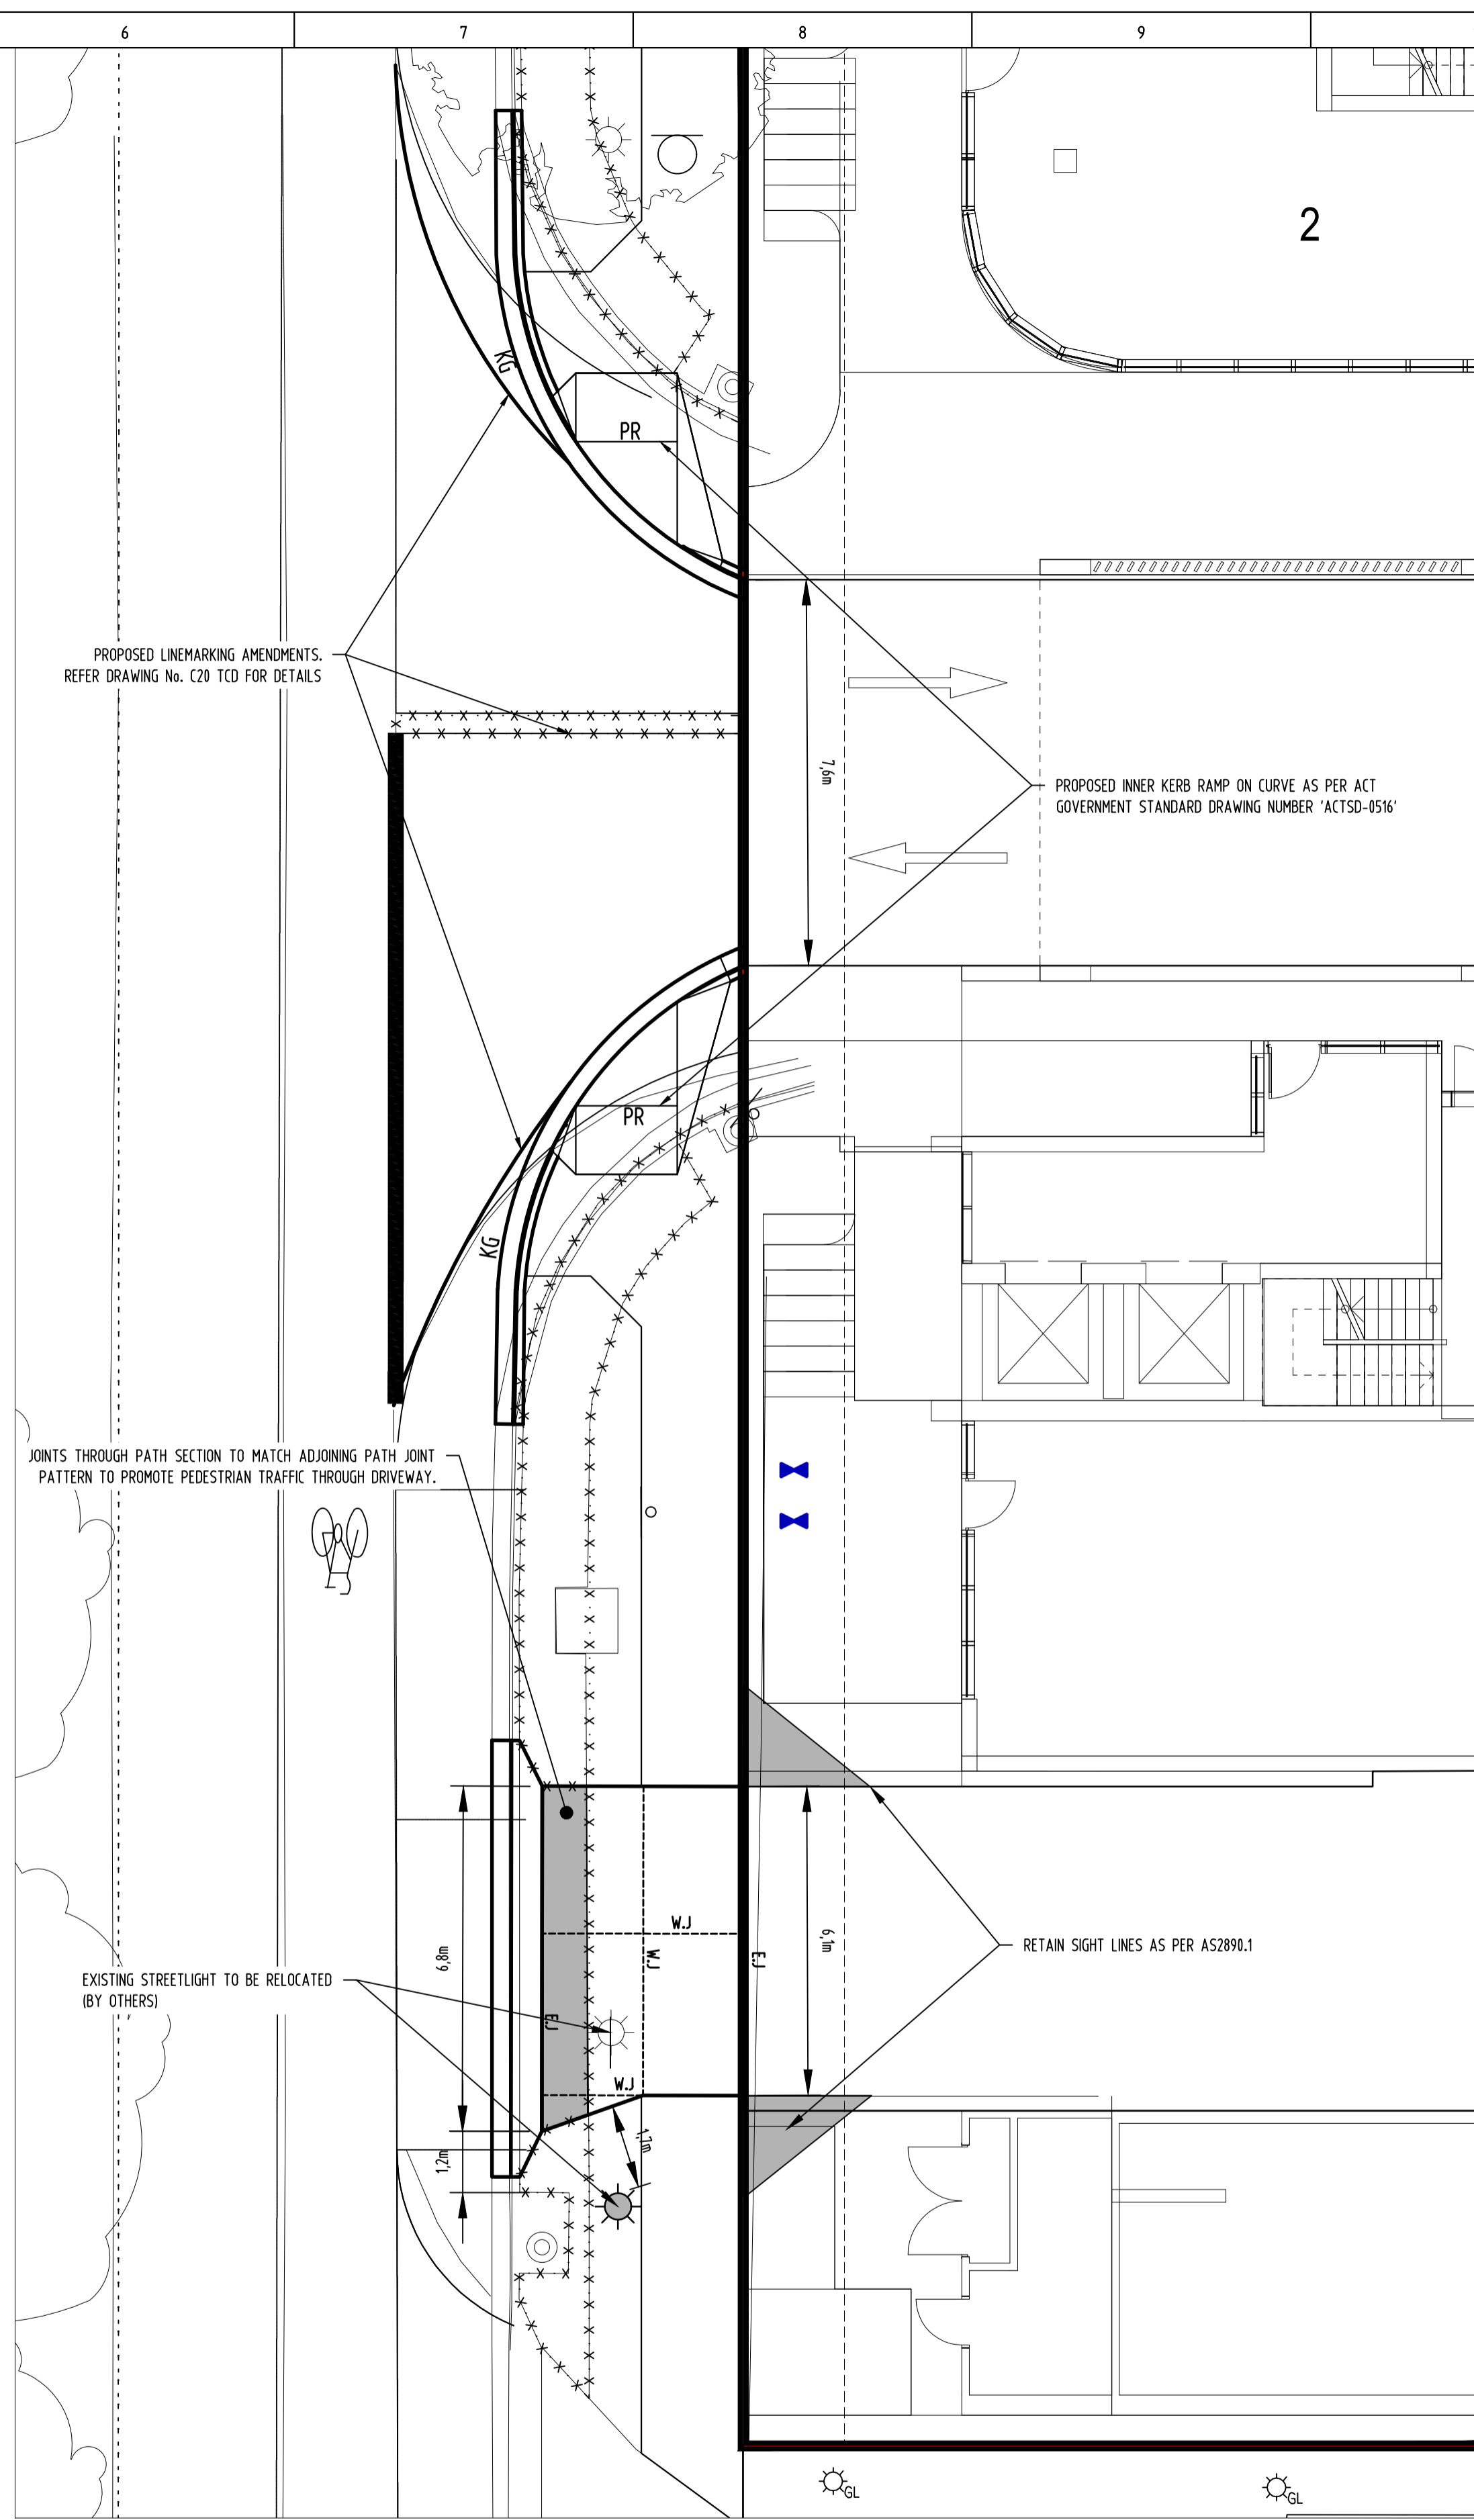 6
7
8
9
2
KG
PR
PROPOSED LINEMARKING AMENDMENTS.
REFER DRAWING No. C20 TCD FOR DETAILS
7,6m
PROPOSED INNER KERB RAMP ON CURVE AS PER ACT
GOVERNMENT STANDARD DRAWING NUMBER 'ACTSD-0516'
PR
KG
JOINTS THROUGH PATH SECTION TO MATCH ADJOINING PATH JOINT
PATTERN TO PROMOTE PEDESTRIAN TRAFFIC THROUGH DRIVEWAY.
W.J
W.J
E.J
6,1m
6,8m
RETAIN SIGHT LINES AS PER AS2890.1
EXISTING STREETLIGHT TO BE RELOCATED
(BY OTHERS)
E.J
W.J
1,7m
1,2m
GL
GL